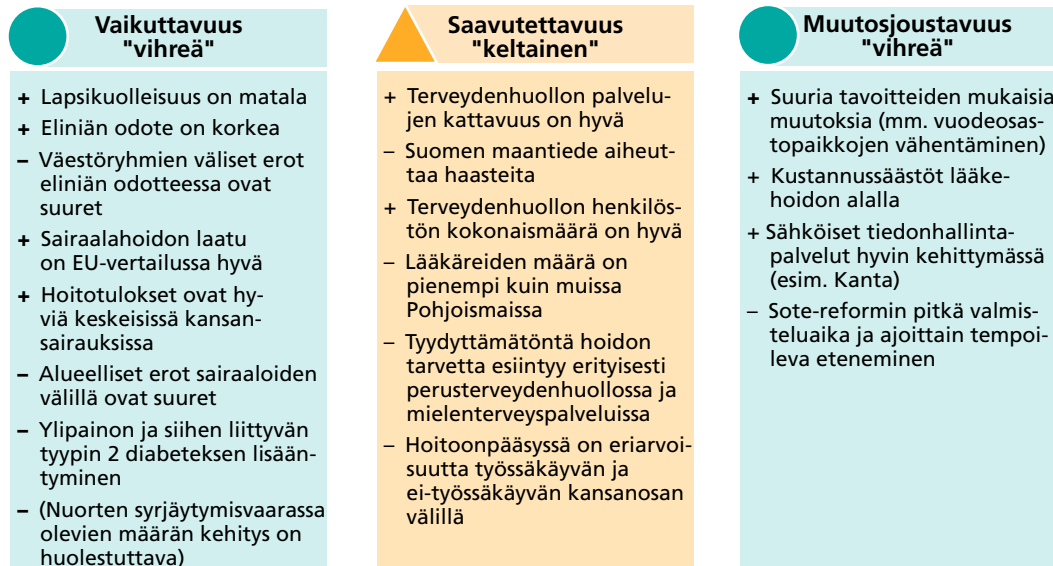 Vaikuttavuus
"vihreä"
+ Lapsikuolleisuus on matala
+ Eliniän odote on korkea
– Väestöryhmien väliset erot
eliniän odotteessa ovat
suuret
+ Sairaalahoidon laatu
on EU-vertailussa hyvä
+ Hoitotulokset ovat hy-
viä keskeisissä kansan-
sairauksissa
– Alueelliset erot sairaaloiden
välillä ovat suuret
– Ylipainon ja siihen liittyvän
tyypin 2 diabeteksen lisään-
tyminen
– (Nuorten syrjäytymisvaarassa
olevien määrän kehitys on
huolestuttava)
Saavutettavuus
"keltainen"
+ Terveydenhuollon palvelu-
jen kattavuus on hyvä
– Suomen maantiede aiheut-
taa haasteita
+ Terveydenhuollon henkilös-
tön kokonaismäärä on hyvä
– Lääkäreiden määrä on
pienempi kuin muissa
Pohjoismaissa
– Tyydyttämätöntä hoidon
tarvetta esiintyy erityisesti
perusterveydenhuollossa ja
mielenterveyspalveluissa
– Hoitoonpääsyssä on eriarvoi-
suutta työssäkäyvän ja
ei-työssäkäyvän kansanosan
välillä
Muutosjoustavuus
"vihreä"
+ Suuria tavoitteiden mukaisia
muutoksia (mm. vuodeosas-
topaikkojen vähentäminen)
+ Kustannussäästöt lääke-
hoidon alalla
+ Sähköiset tiedonhallinta-
palvelut hyvin kehittymässä
(esim. Kanta)
– Sote-reformin pitkä valmis-
teluaika ja ajoittain tempoi-
leva eteneminen